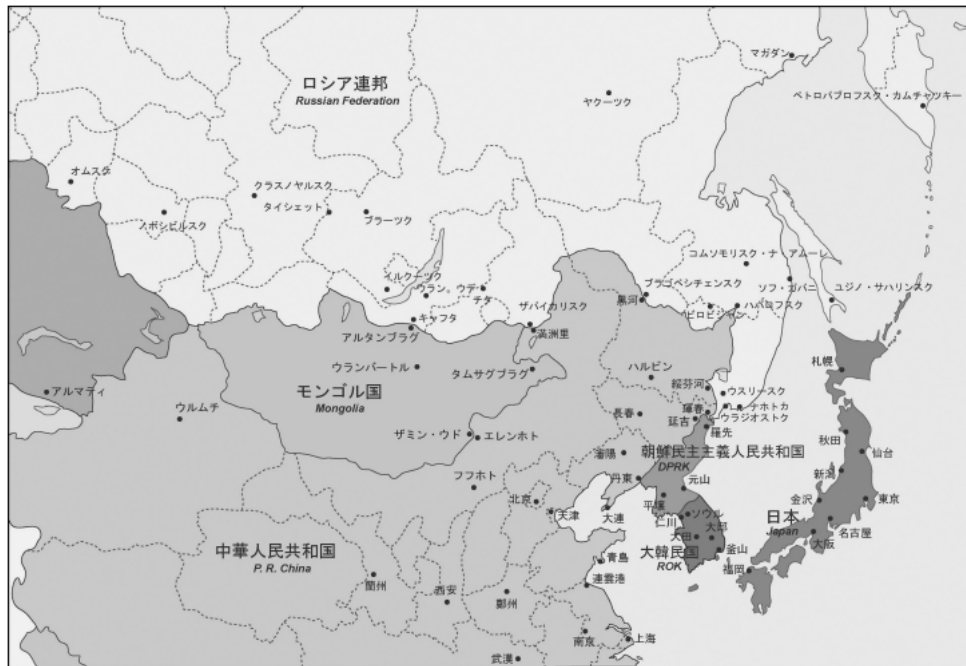 マガダン
ロシア連邦
Russian Federation
ヤクーツク
ペトロパブロフスク・カムチャツキー
オムスク
クラスノヤルスク
タイシェット
ブラーツク
ノボシビルスク
コムソモリスク・ナ・アムーレ
イルクーツク
ウラン。ウデ
チタ
ブラゴベシチェンスク
ソフ・ガバニ
ユジノ・サハリンスク
黒河
ザバイカリスク
ビロビジャン
ハバロフスク
キャフタ
アルタンブラグ
満洲里
ウランバートル
タムサグブラグ
ハルビン
札幌
モンゴル国
Mongolia
アルマティ
綏芬河
ウスリースク
ウルムチ
長春
琿春
ナホトカ
延吉
ウラジオストク
羅先
ザミン・ウド
エレンホト
秋田
仙台
瀋陽
朝鮮民主主義人民共和国
DPRK
新潟
フフホト
丹東
元山
北京
平壌
金沢
東京
天津
大連
仁川
ソウル
日本
Japan
名古屋
大邱
大田
大阪
中華人民共和国
P. R. China
大韓民国
ROK
釜山
青島
福岡
蘭州
連雲港
西安
鄭州
南京
上海
武漢